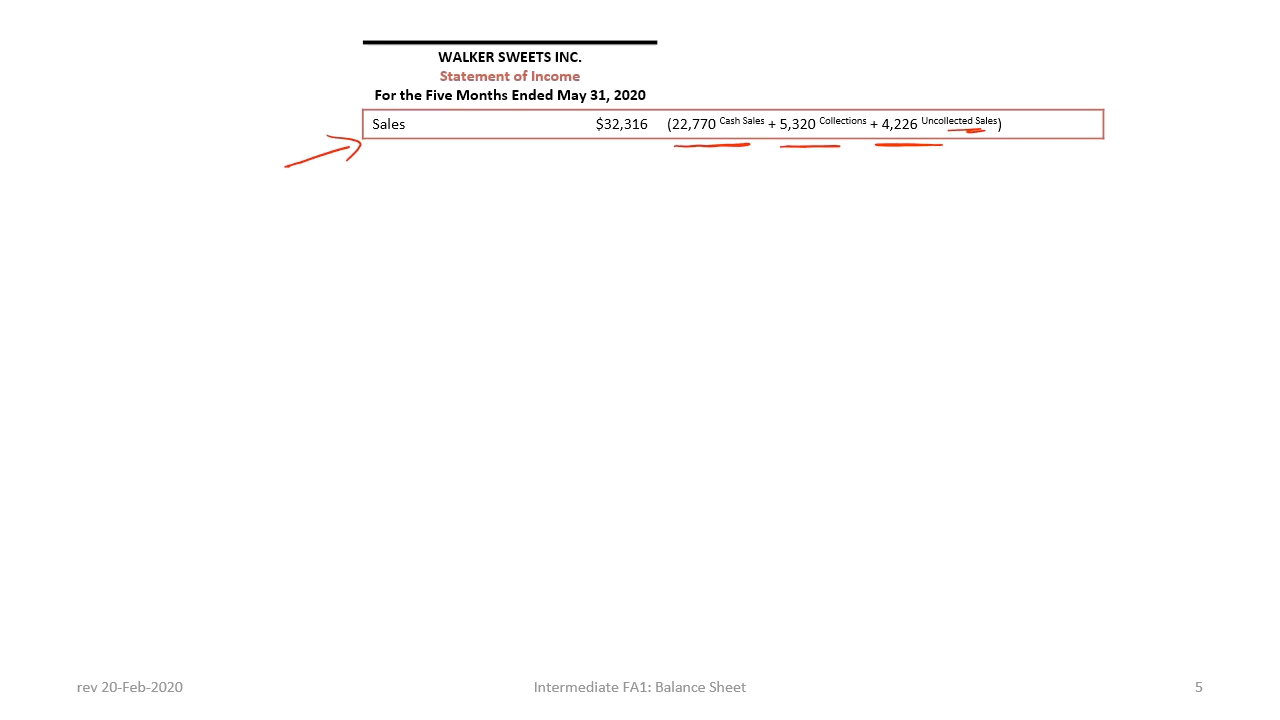 WALKER SWEETS INC.
Statement of Income
For the Five Months Ended May 31, 2020
Sales $32,316 (22,770 Cash Sales + 5,320 Collections + 4,226 Uncollected Sales)
rev 20-Feb-2020 Intermediate FA1: Balance Sheet 5